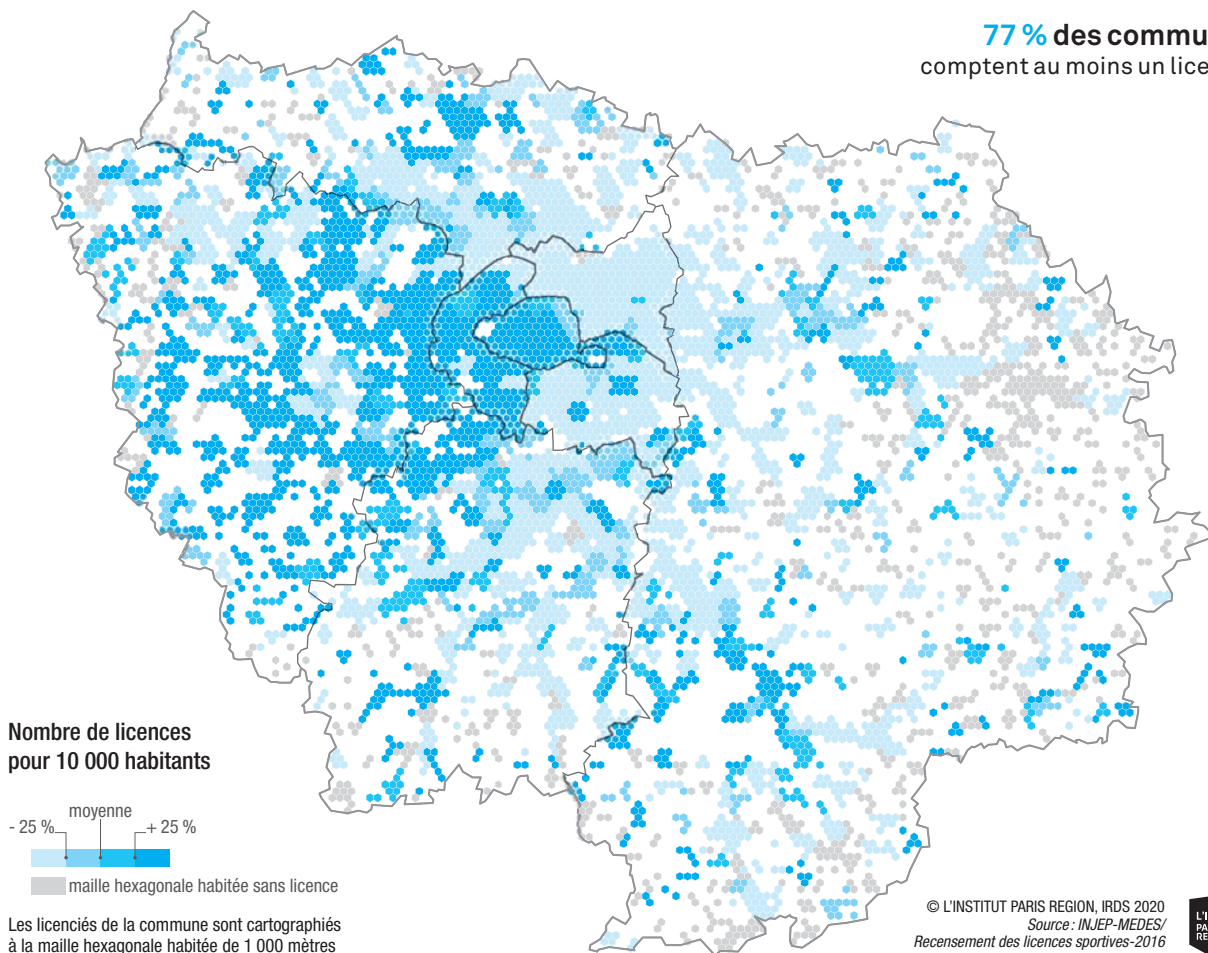 77 % des commu
comptent au moins un lice
Nombre de licences
pour 10 000 habitants
moyenne
- 25 %
+ 25 %
maille hexagonale habitée sans licence
Les licenciés de la commune sont cartographiés
à la maille hexagonale habitée de 1 000 mètres
© L'INSTITUT PARIS REGION, IRDS 2020
Source : INJEP-MEDES/
Recensement des licences sportives-2016
L'I
PA
RE